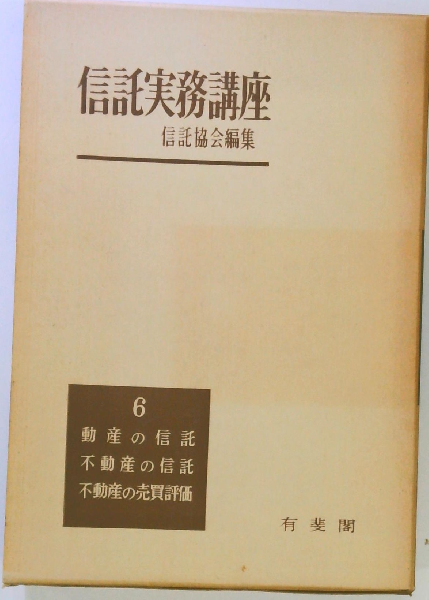 信託実務講座
信託協会編集
6
動産の信託
不動産の信託
不動産の売買評価
有斐閣